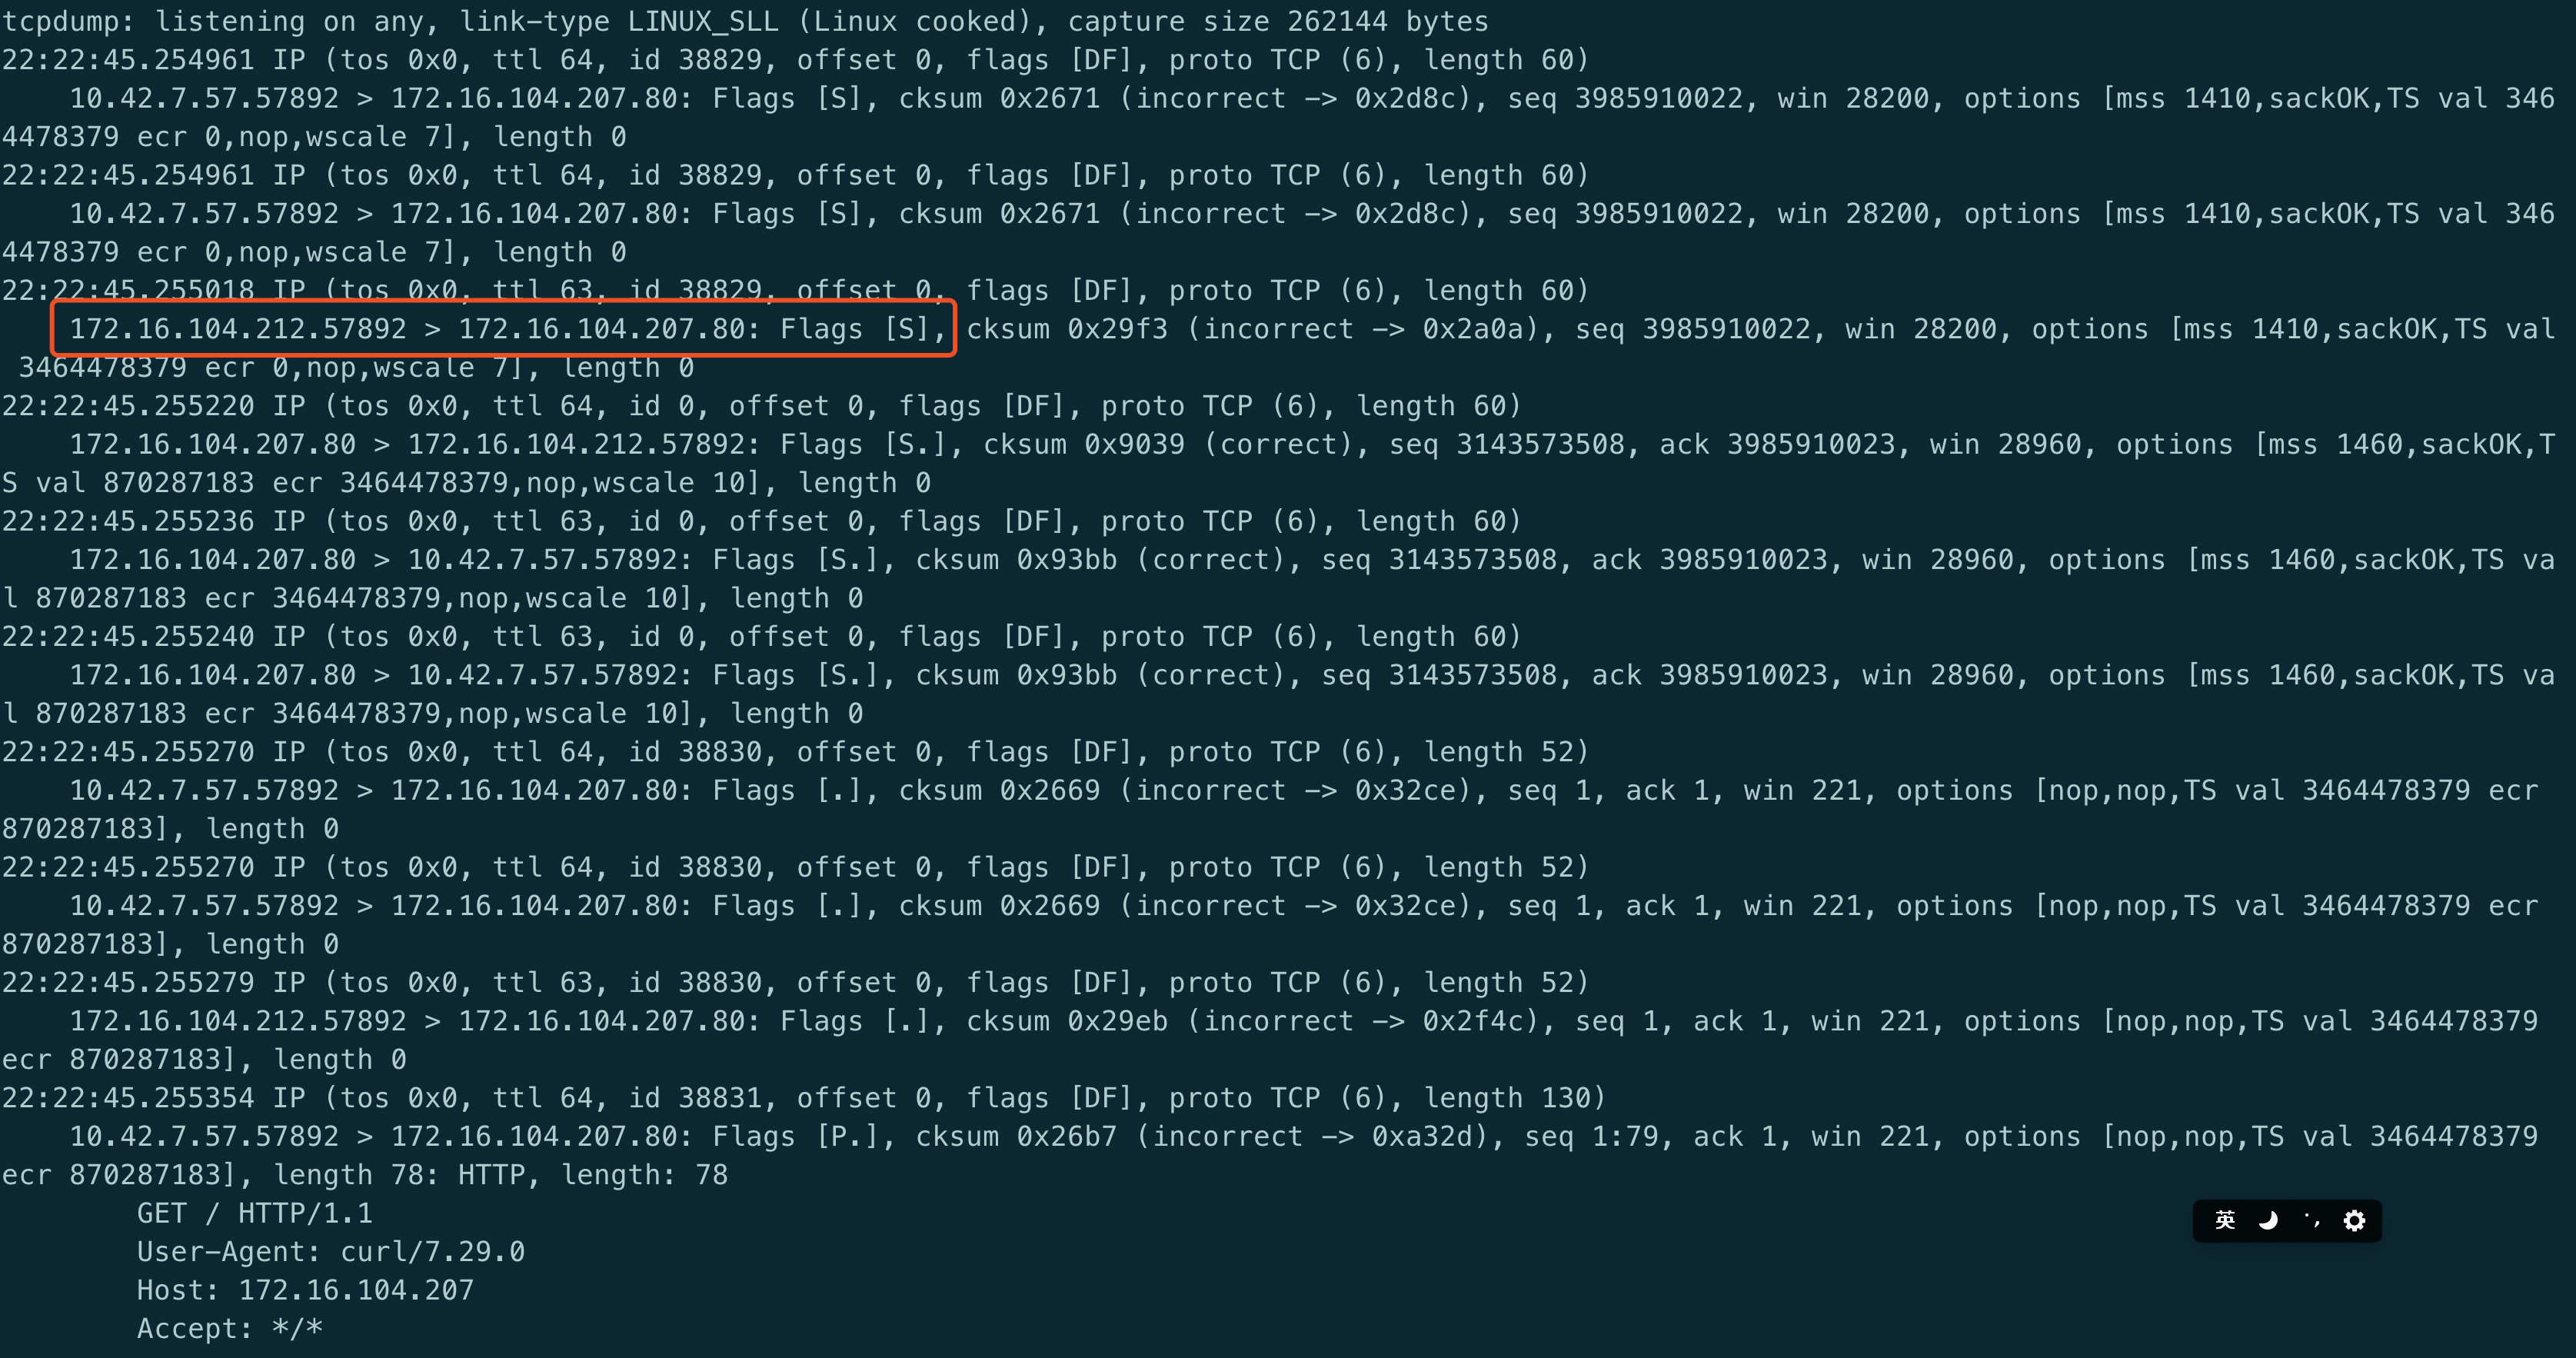 tcpdump: listening on any, link-type LINUX_SLL (Linux cooked), capture size 262144 bytes
22:22:45.254961 IP (tos 0x0, ttl 64, id 38829, offset 0, flags [DF], proto TCP (6), length 60)
    10.42.7.57.57892 > 172.16.104.207.80: Flags [S], cksum 0x2671 (incorrect -> 0x2d8c), seq 3985910022, win 28200, options [mss 1410,sackOK,TS val 346
4478379 ecr 0,nop,wscale 7], length 0
22:22:45.254961 IP (tos 0x0, ttl 64, id 38829, offset 0, flags [DF], proto TCP (6), length 60)
    10.42.7.57.57892 > 172.16.104.207.80: Flags [S], cksum 0x2671 (incorrect -> 0x2d8c), seq 3985910022, win 28200, options [mss 1410,sackOK,TS val 346
4478379 ecr 0,nop,wscale 7], length 0
22:22:45.255018 IP (tos 0x0, ttl 63, id 38829, offset 0, flags [DF], proto TCP (6), length 60)
    172.16.104.212.57892 > 172.16.104.207.80: Flags [S], cksum 0x29f3 (incorrect -> 0x2a0a), seq 3985910022, win 28200, options [mss 1410,sackOK,TS val
 3464478379 ecr 0,nop,wscale 7], length 0
22:22:45.255220 IP (tos 0x0, ttl 64, id 0, offset 0, flags [DF], proto TCP (6), length 60)
    172.16.104.207.80 > 172.16.104.212.57892: Flags [S.], cksum 0x9039 (correct), seq 3143573508, ack 3985910023, win 28960, options [mss 1460,sackOK,T
S val 870287183 ecr 3464478379,nop,wscale 10], length 0
22:22:45.255236 IP (tos 0x0, ttl 63, id 0, offset 0, flags [DF], proto TCP (6), length 60)
    172.16.104.207.80 > 10.42.7.57.57892: Flags [S.], cksum 0x93bb (correct), seq 3143573508, ack 3985910023, win 28960, options [mss 1460,sackOK,TS va
l 870287183 ecr 3464478379,nop,wscale 10], length 0
22:22:45.255240 IP (tos 0x0, ttl 63, id 0, offset 0, flags [DF], proto TCP (6), length 60)
    172.16.104.207.80 > 10.42.7.57.57892: Flags [S.], cksum 0x93bb (correct), seq 3143573508, ack 3985910023, win 28960, options [mss 1460,sackOK,TS va
l 870287183 ecr 3464478379,nop,wscale 10], length 0
22:22:45.255270 IP (tos 0x0, ttl 64, id 38830, offset 0, flags [DF], proto TCP (6), length 52)
    10.42.7.57.57892 > 172.16.104.207.80: Flags [.], cksum 0x2669 (incorrect -> 0x32ce), seq 1, ack 1, win 221, options [nop,nop,TS val 3464478379 ecr
870287183], length 0
22:22:45.255270 IP (tos 0x0, ttl 64, id 38830, offset 0, flags [DF], proto TCP (6), length 52)
    10.42.7.57.57892 > 172.16.104.207.80: Flags [.], cksum 0x2669 (incorrect -> 0x32ce), seq 1, ack 1, win 221, options [nop,nop,TS val 3464478379 ecr
870287183], length 0
22:22:45.255279 IP (tos 0x0, ttl 63, id 38830, offset 0, flags [DF], proto TCP (6), length 52)
    172.16.104.212.57892 > 172.16.104.207.80: Flags [.], cksum 0x29eb (incorrect -> 0x2f4c), seq 1, ack 1, win 221, options [nop,nop,TS val 3464478379
ecr 870287183], length 0
22:22:45.255354 IP (tos 0x0, ttl 64, id 38831, offset 0, flags [DF], proto TCP (6), length 130)
    10.42.7.57.57892 > 172.16.104.207.80: Flags [P.], cksum 0x26b7 (incorrect -> 0xa32d), seq 1:79, ack 1, win 221, options [nop,nop,TS val 3464478379
ecr 870287183], length 78: HTTP, length: 78
        GET / HTTP/1.1
英
        User-Agent: curl/7.29.0
        Host: 172.16.104.207
        Accept: */*